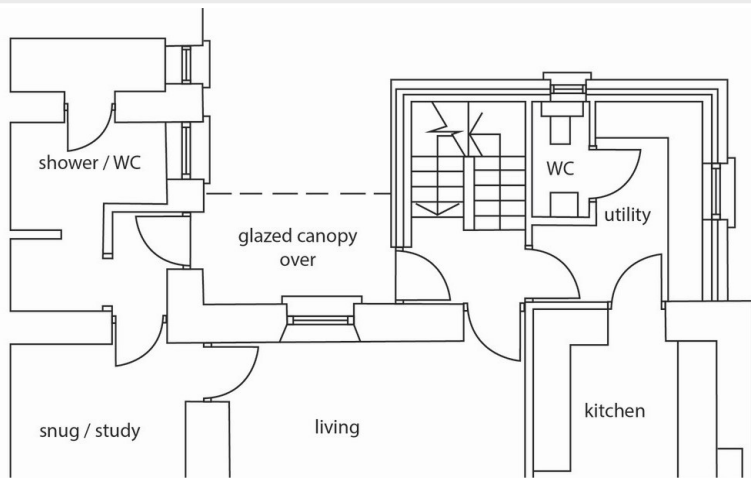 shower / WC
glazed canopy
over
WC
utility
snug / study
living
kitchen